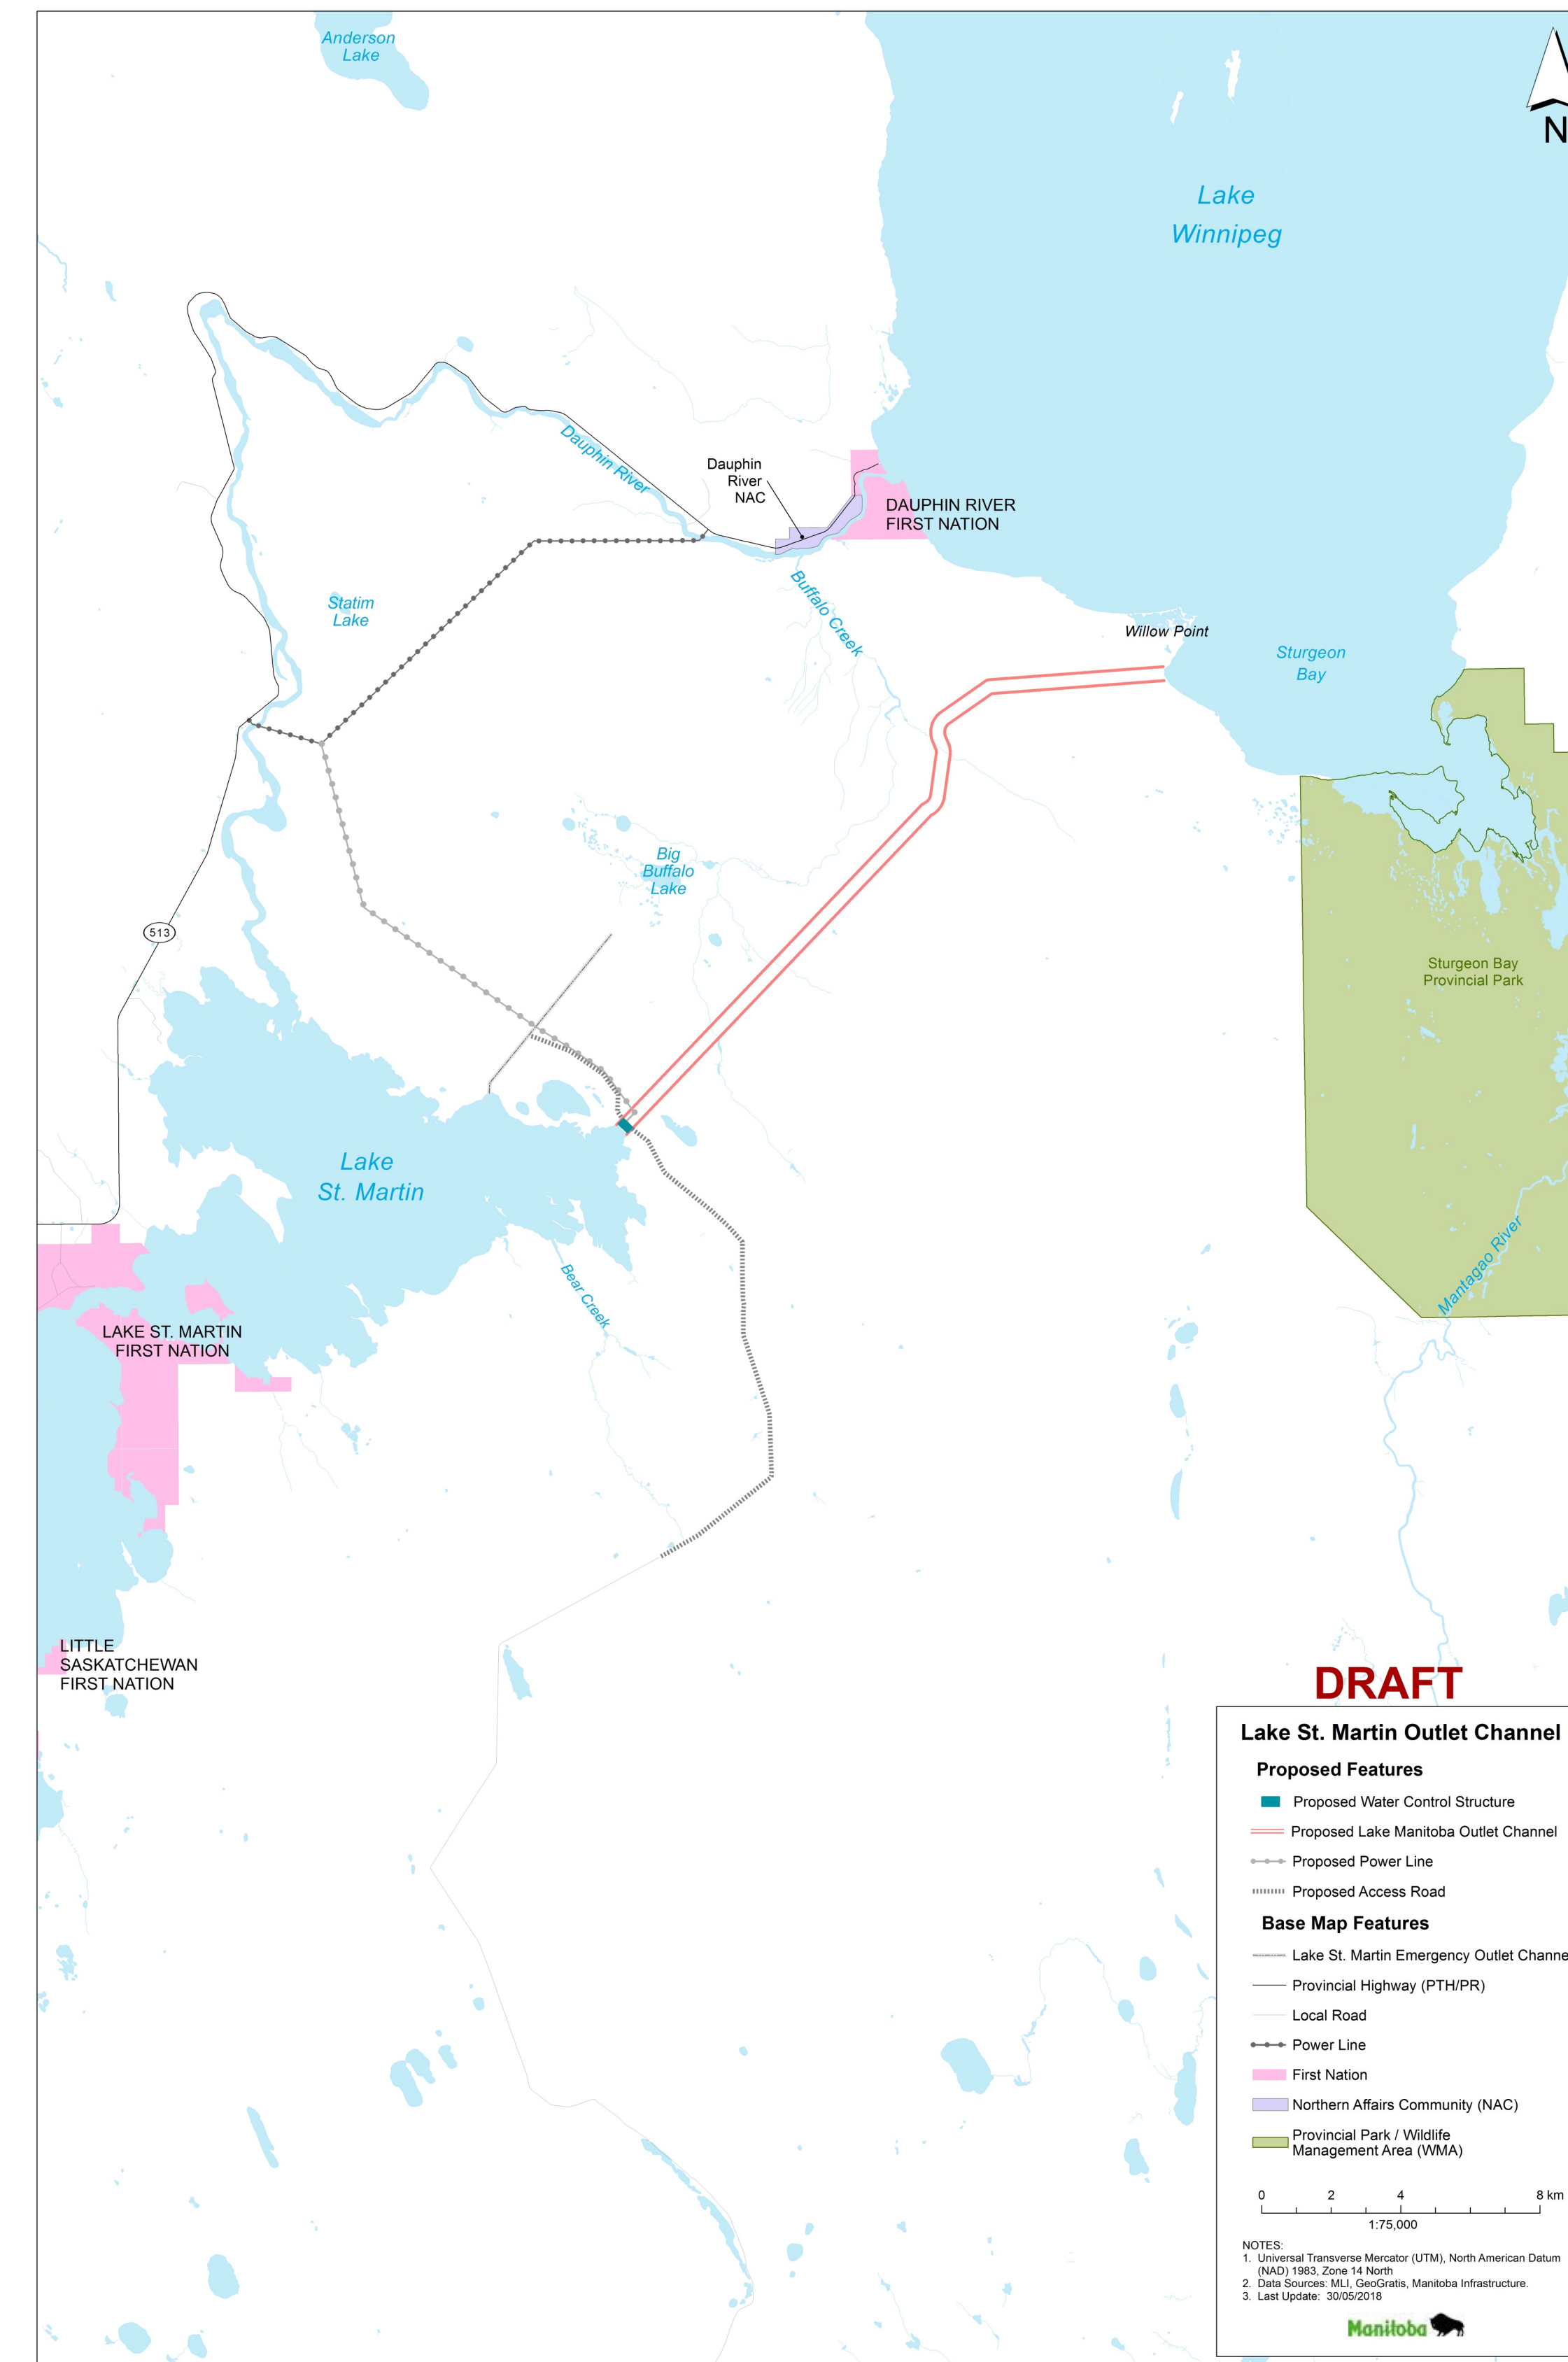 Anderson
Lake
N
Lake
Winnipeg
Dauphin River
Dauphin
River
NAC
DAUPHIN RIVER
FIRST NATION
Buffalo Creek
Statim
Lake
Willow Point
Sturgeon
Bay
Big
Buffalo
Lake
513
Sturgeon Bay
Provincial Park
Lake
St. Martin
Mantagao River
Bear Creek
LAKE ST. MARTIN
FIRST NATION
LITTLE
SASKATCHEWAN
FIRST NATION
DRAFT
Lake St. Martin Outlet Channel
Proposed Features
Proposed Water Control Structure
Proposed Lake Manitoba Outlet Channel
Proposed Power Line
Proposed Access Road
Base Map Features
Lake St. Martin Emergency Outlet Channe
Provincial Highway (PTH/PR)
Local Road
Power Line
First Nation
Northern Affairs Community (NAC)
Provincial Park / Wildlife
Management Area (WMA)
0 2 4 8 km
1:75,000
NOTES:
1. Universal Transverse Mercator (UTM), North American Datum
(NAD) 1983, Zone 14 North
2. Data Sources: MLI, GeoGratis, Manitoba Infrastructure.
3. Last Update: 30/05/2018
Manitoba